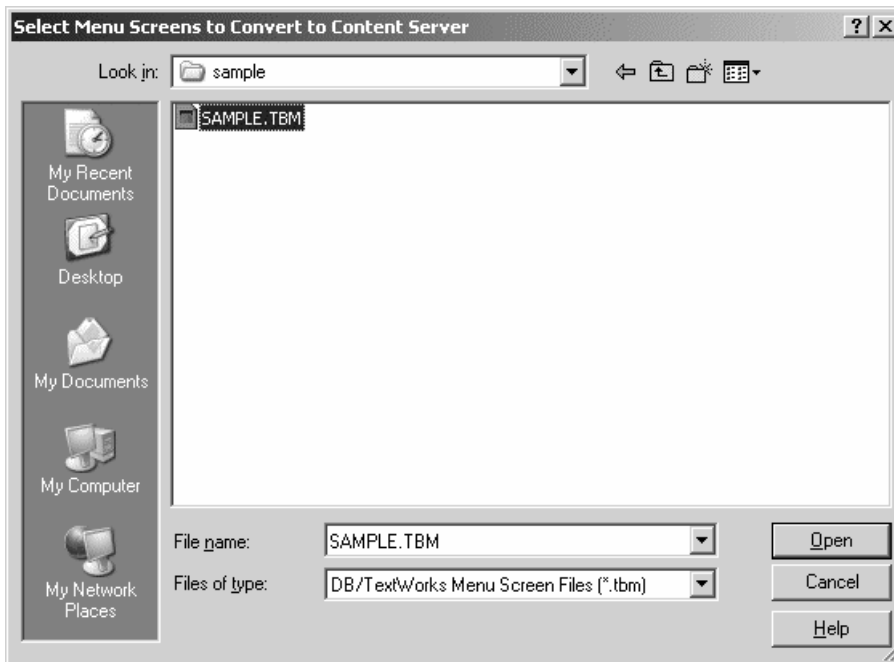 Select Menu Screens to Convert to Content Server
Look in:
sample
SAMPLE.TBM
My Recent
Documents
Desktop
My Documents
My Computer
My Network
Places
File name:
SAMPLE.TBM
Open
Files of type:
DB/TextWorks Menu Screen Files (*.tbm)
Cancel
Help